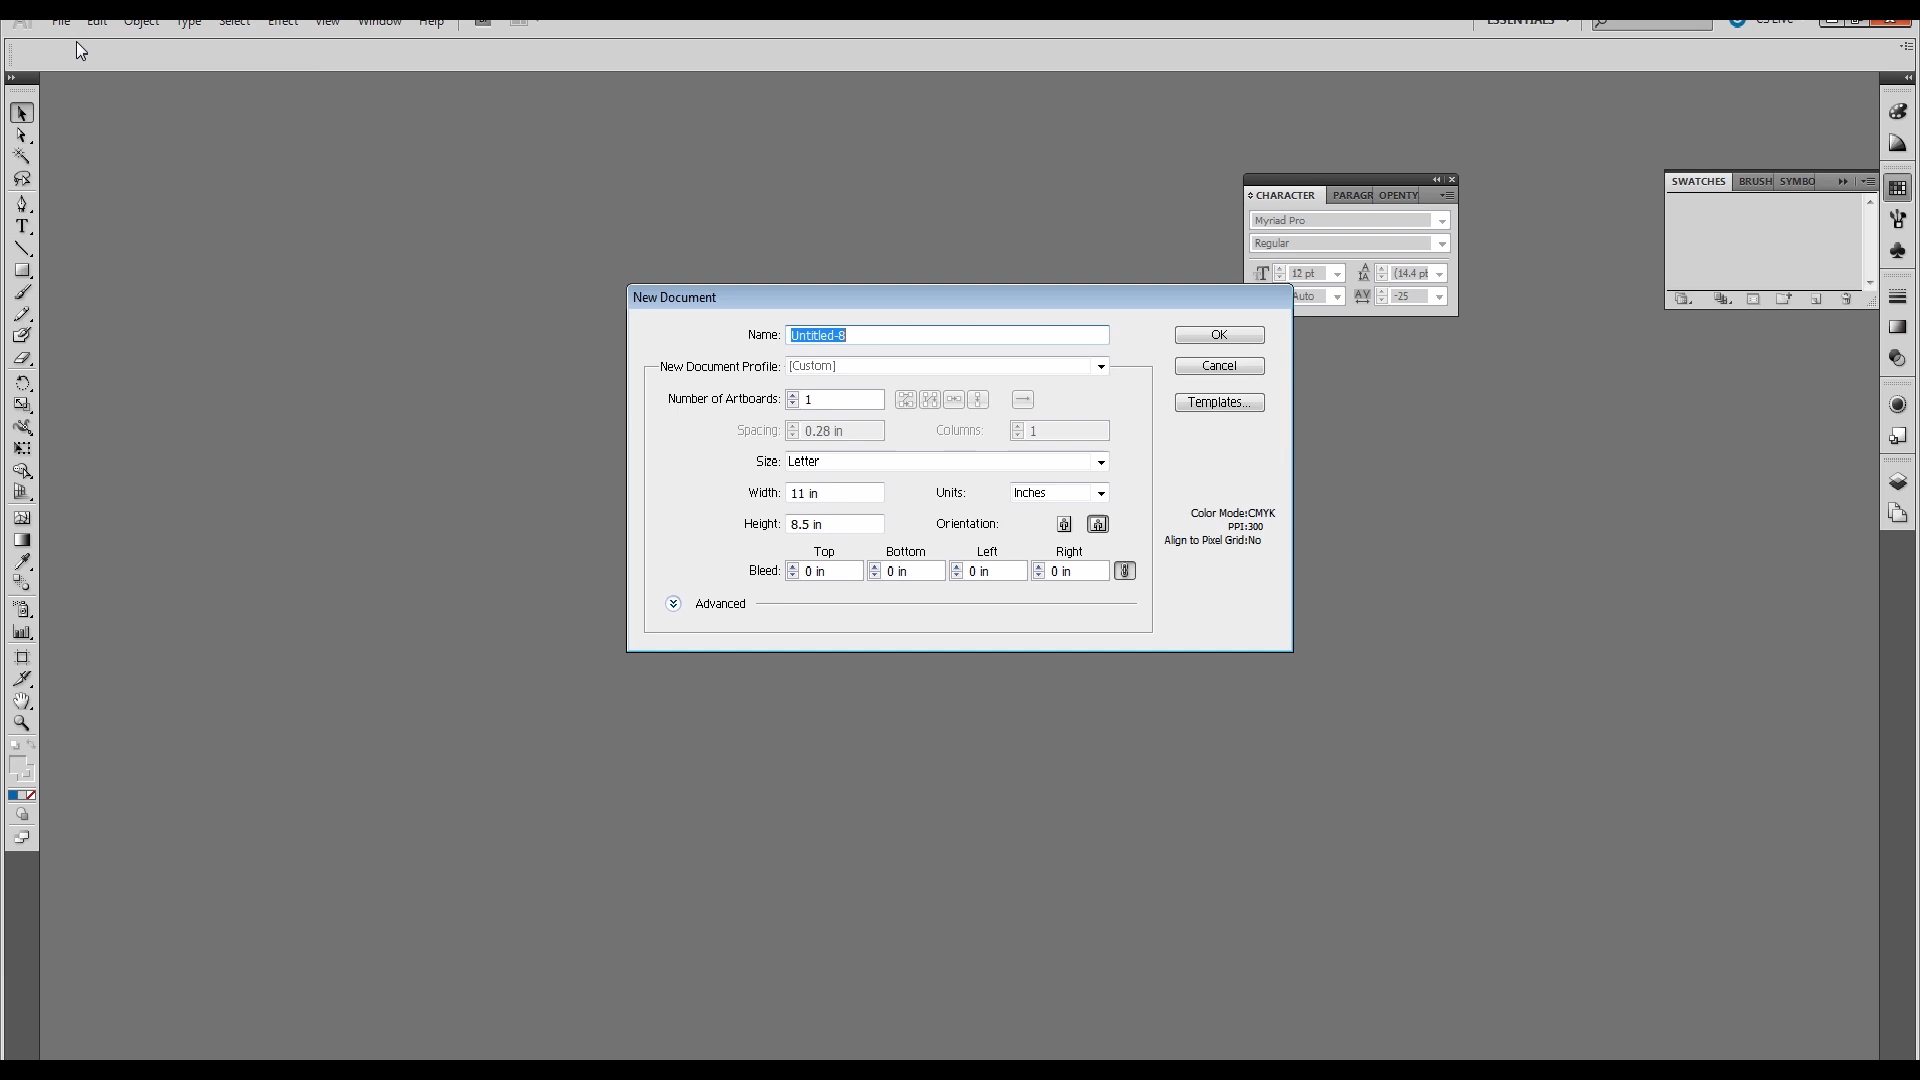 Ai File Edit Object Type Select Effect View Window Help Br ESSENTIALS CS Live
CHARACTER PARAGR OPENTY
SWATCHES BRUSH SYMBO
Myriad Pro
Regular
12 pt (14.4 pt
Auto -25
New Document
Name: Untitled-8 OK
New Document Profile: [Custom] Cancel
Number of Artboards: 1 Templates...
Spacing: 0.28 in Columns: 1
Size: Letter
Width: 11 in Units: Inches
Height: 8.5 in Orientation:
Color Mode:CMYK
PPI:300
Align to Pixel Grid:No
Top Bottom Left Right
Bleed: 0 in 0 in 0 in 0 in
Advanced